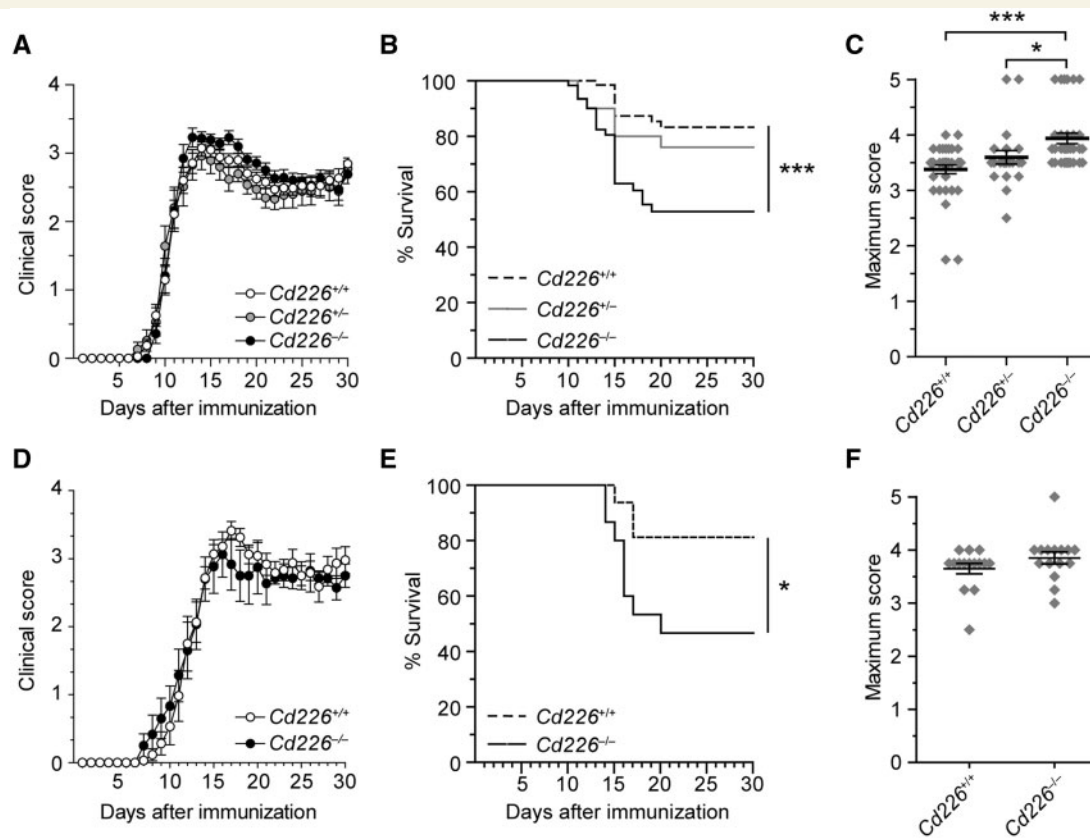 A
Clinical score
4
3
2
1
0
5 10 15 20 25 30
Days after immunization
Cd226+/+
Cd226+/–
Cd226–/–
B
% Survival
100
80
60
40
20
0
0 5 10 15 20 25 30
Days after immunization
Cd226+/+
Cd226+/–
Cd226–/–
***
C
***
*
Maximum score
5
4
3
2
1
0
Cd226+/+
Cd226+/–
Cd226–/–
D
Clinical score
4
3
2
1
0
5 10 15 20 25 30
Days after immunization
Cd226+/+
Cd226–/–
E
% Survival
100
80
60
40
20
0
0 5 10 15 20 25 30
Days after immunization
Cd226+/+
Cd226–/–
*
F
Maximum score
5
4
3
2
1
0
Cd226+/+
Cd226–/–